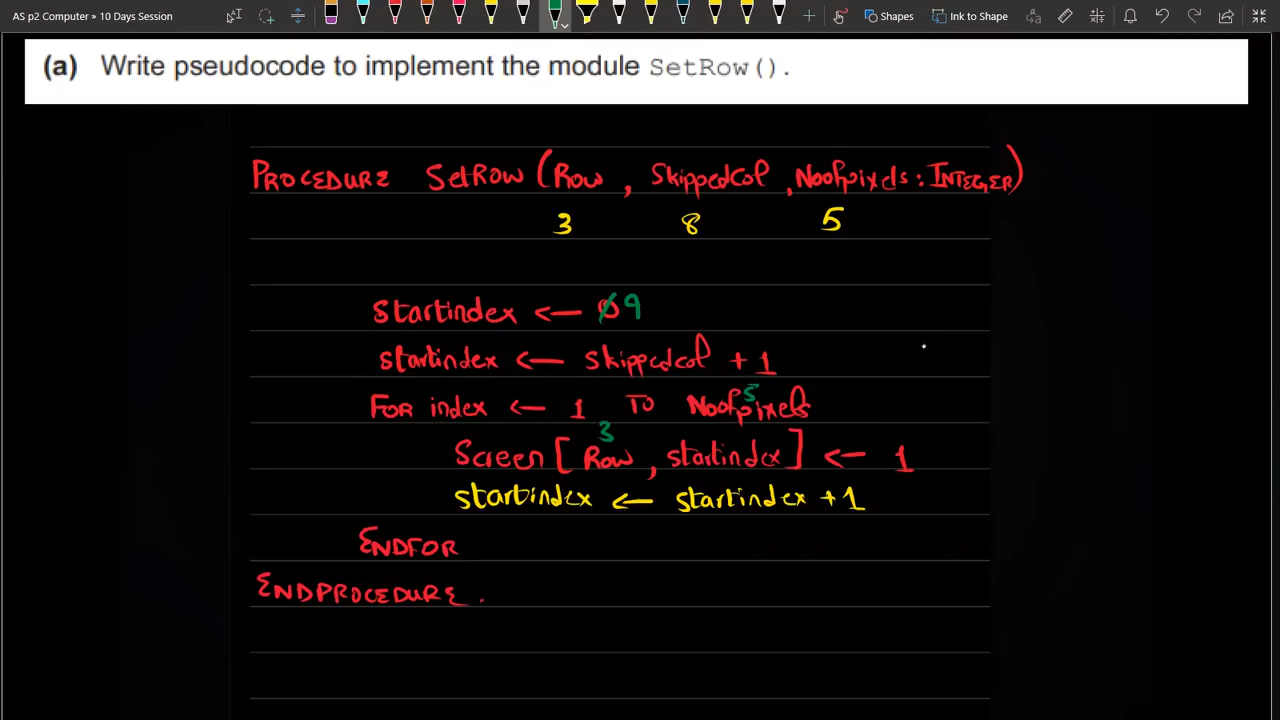 AS p2 Computer » 10 Days Session
Shapes
Ink to Shape
(a) Write pseudocode to implement the module SetRow().
PROCEDURE SetRow (Row, SkippedCol, Noofpixels: INTEGER)
3 8 5
Startindex ← 0 9
startindex ← skippedcol + 1
FOR index ← 1 TO Noofpixels
5
3
Screen [Row, startindex] ← 1
startindex ← startindex + 1
ENDFOR
ENDPROCEDURE.